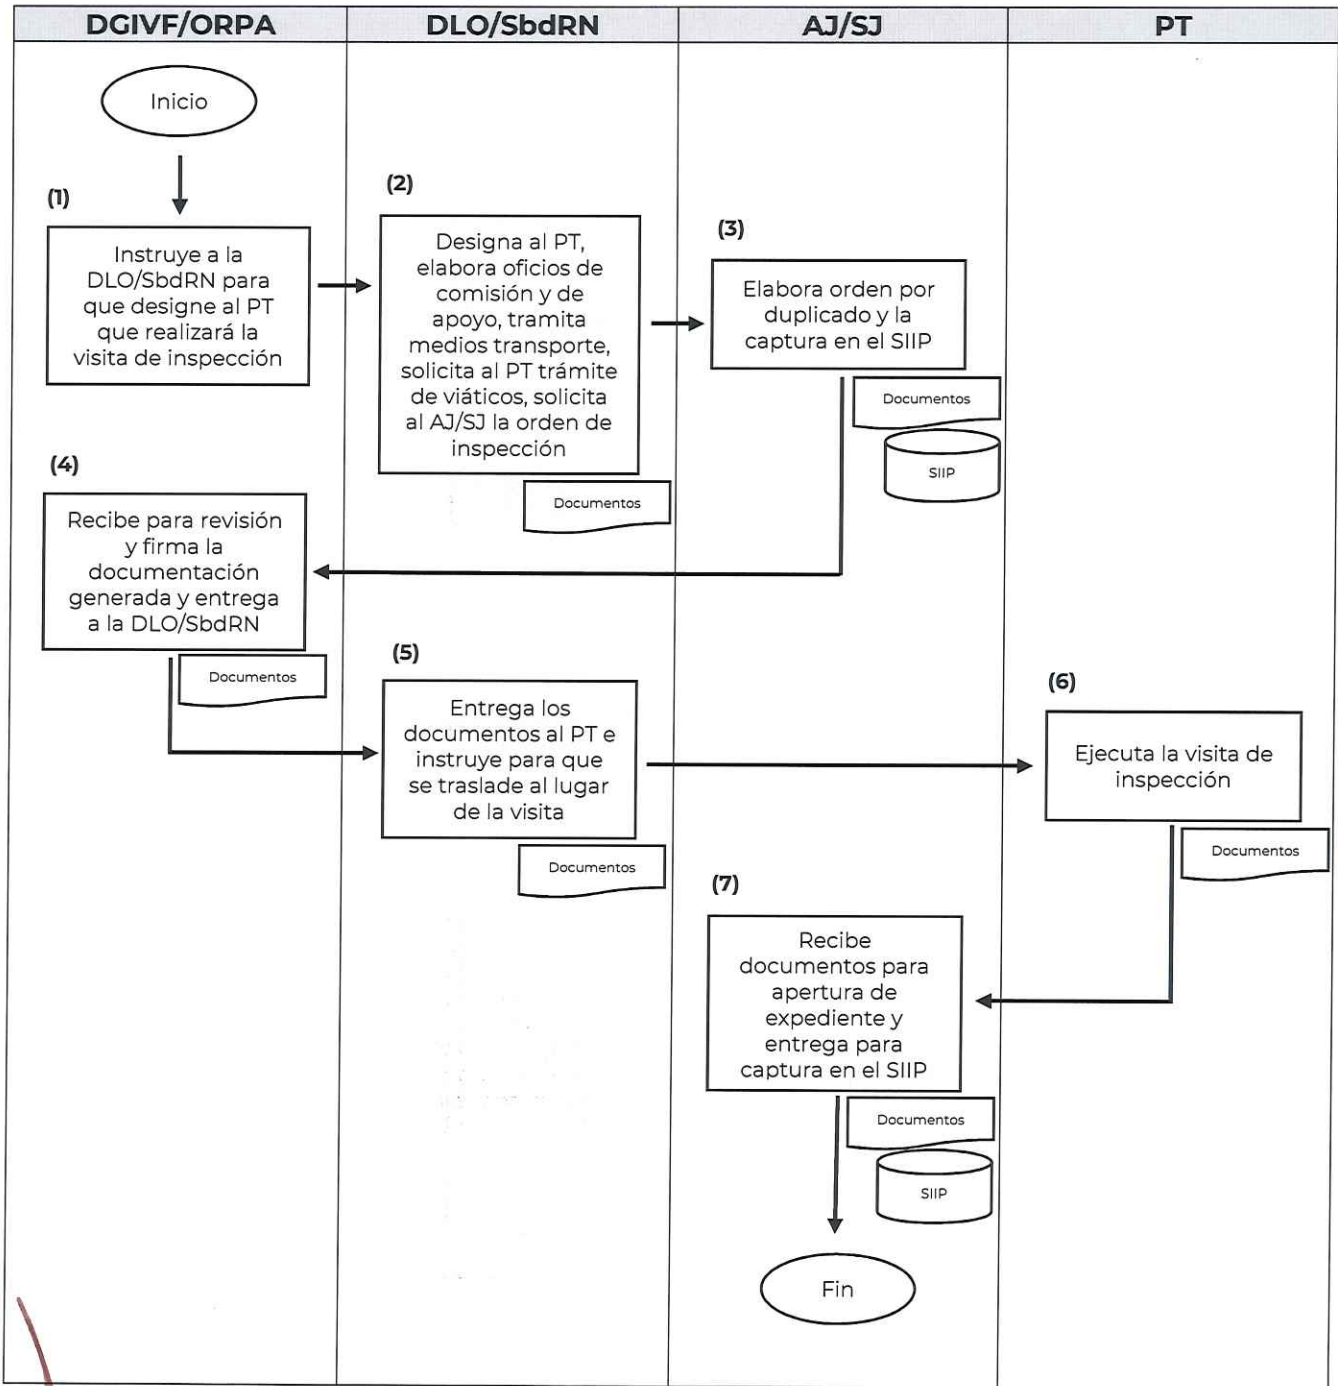 DGIVF/ORPA
DLO/SbdRN
AJ/SJ
PT
Inicio
(1)
Instruye a la
DLO/SbdRN para
que designe al PT
que realizará la
visita de inspección
(2)
Designa al PT,
elabora oficios de
comisión y de
apoyo, tramita
medios transporte,
solicita al PT trámite
de viáticos, solicita
al AJ/SJ la orden de
inspección
Documentos
(3)
Elabora orden por
duplicado y la
captura en el SIIP
Documentos
SIIP
(4)
Recibe para revisión
y firma la
documentación
generada y entrega
a la DLO/SbdRN
Documentos
(5)
Entrega los
documentos al PT e
instruye para que
se traslade al lugar
de la visita
Documentos
(6)
Ejecuta la visita de
inspección
Documentos
(7)
Recibe
documentos para
apertura de
expediente y
entrega para
captura en el SIIP
Documentos
SIIP
Fin